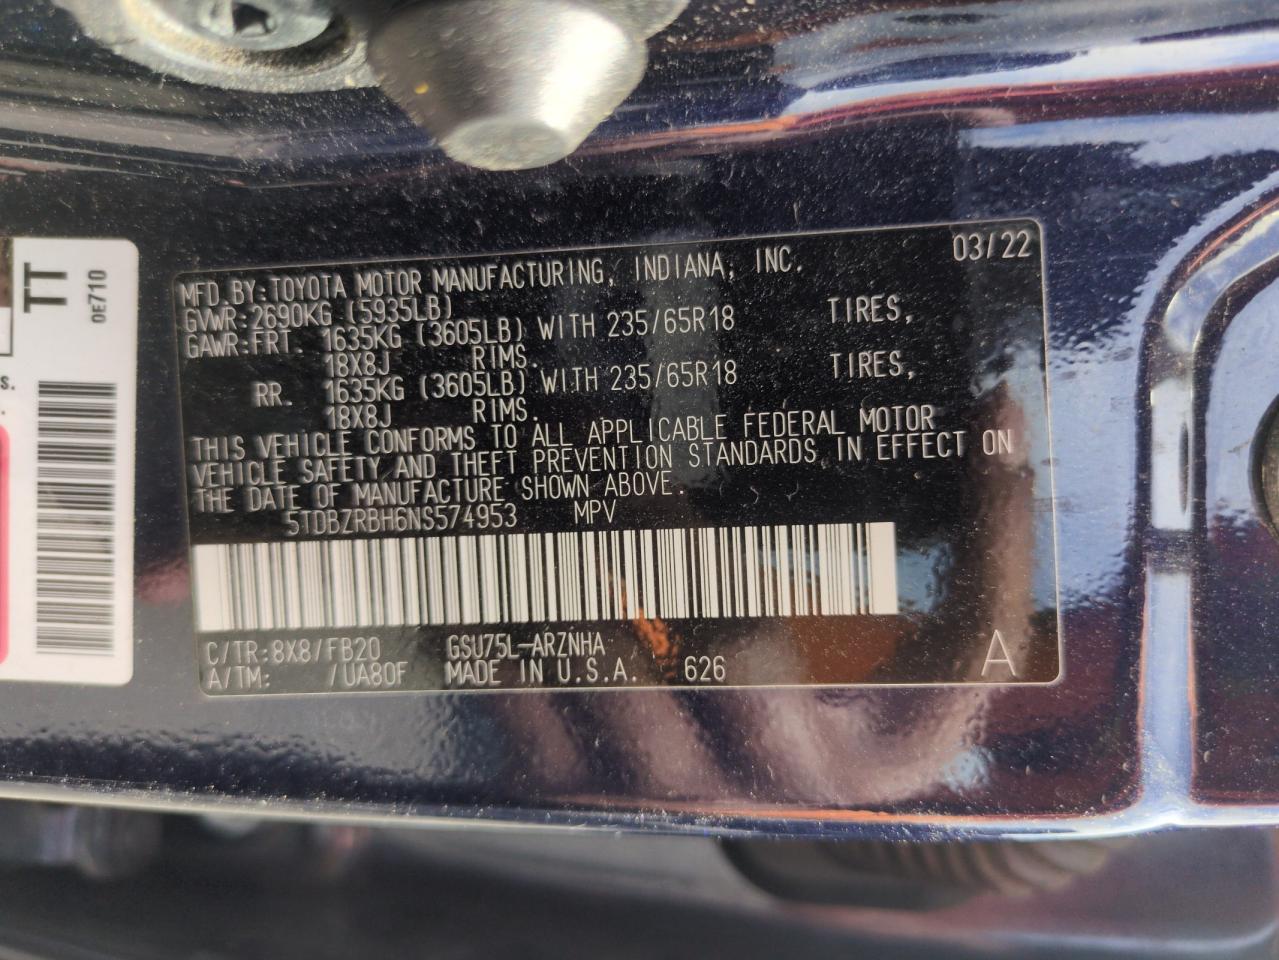 MFD.BY:TOYOTA MOTOR MANUFACTURING, INDIANA, INC. 03/22
GVWR:2690KG (5935LB)
GAWR:FRT. 1635KG (3605LB) WITH 235/65R18 TIRES,
18X8J RIMS.
RR. 1635KG (3605LB) WITH 235/65R18 TIRES,
18X8J RIMS.
THIS VEHICLE CONFORMS TO ALL APPLICABLE FEDERAL MOTOR
VEHICLE SAFETY AND THEFT PREVENTION STANDARDS IN EFFECT ON
THE DATE OF MANUFACTURE SHOWN ABOVE.
5TDBZRBH6NS574953 MPV
C/TR:8X8/FB20 GSU75L-ARZNHA
A/TM: /UA80F MADE IN U.S.A. 626 A
TT
0E710
s.